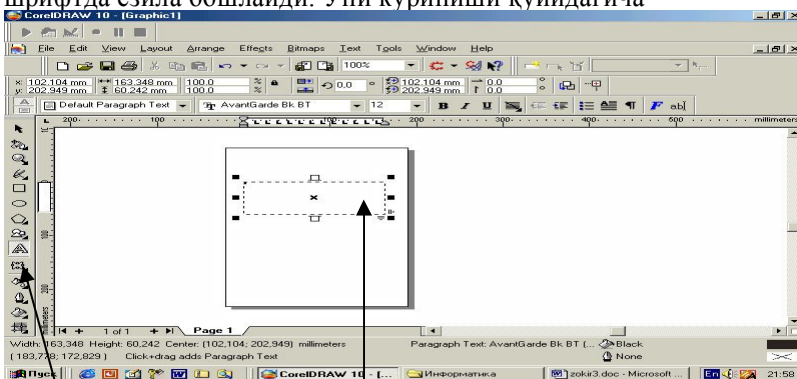 шрифтда ёзила бошлайди. Уни кўриниши қуйидагича
CorelDRAW 10 - [Graphic1]
File Edit View Layout Arrange Effects Bitmaps Text Tools Window Help
100%
x: 102.104 mm 163.348 mm 100.0 % 0.0 ° 102.104 mm 0.0 °
y: 202.949 mm 60.242 mm 100.0 % 202.949 mm 0.0 °
Default Paragraph Text AvantGarde Bk BT 12 B I U F ab
200 100 100 200 300 400 500 millimeters
200
millimeters
1 of 1 Page 1
Width: 163,348 Height: 60,242 Center: (102,104; 202,949) millimeters Paragraph Text: AvantGarde Bk BT (... Black
(183,778; 172,829) Click+drag adds Paragraph Text None
Пуск CorelDRAW 10 - [... Информатика zokir3.doc - Microsoft ... En 21:58